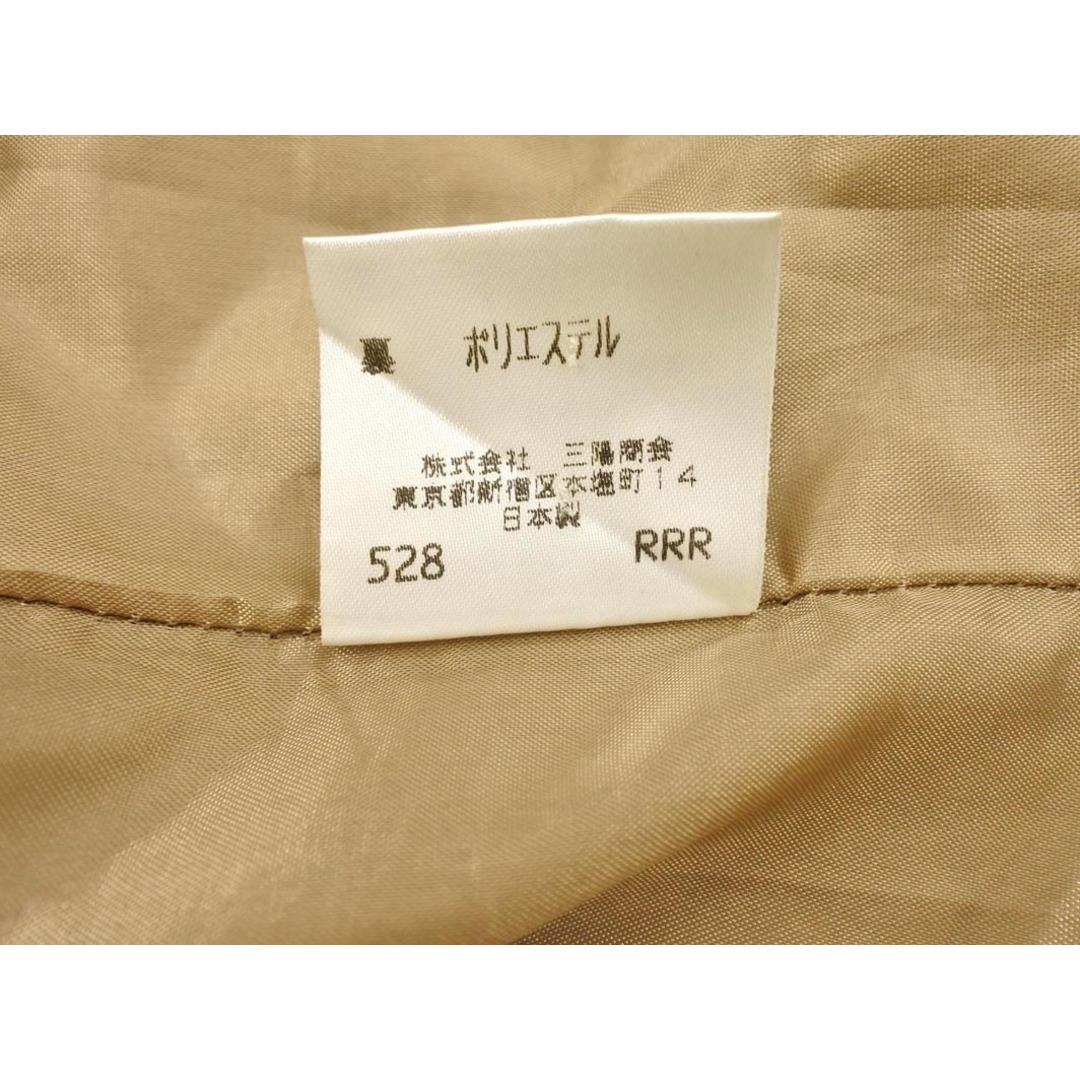 裏 ポリエステル
株式会社 三陽商会
東京都新宿区本塩町14
日本製
528 RRR